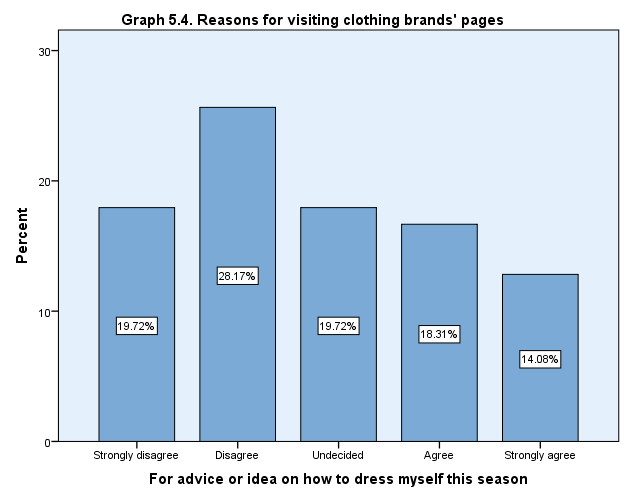 Graph 5.4. Reasons for visiting clothing brands' pages
30
20
10
0
Percent
28.17%
19.72%
19.72%
18.31%
14.08%
Strongly disagree
Disagree
Undecided
Agree
Strongly agree
For advice or idea on how to dress myself this season